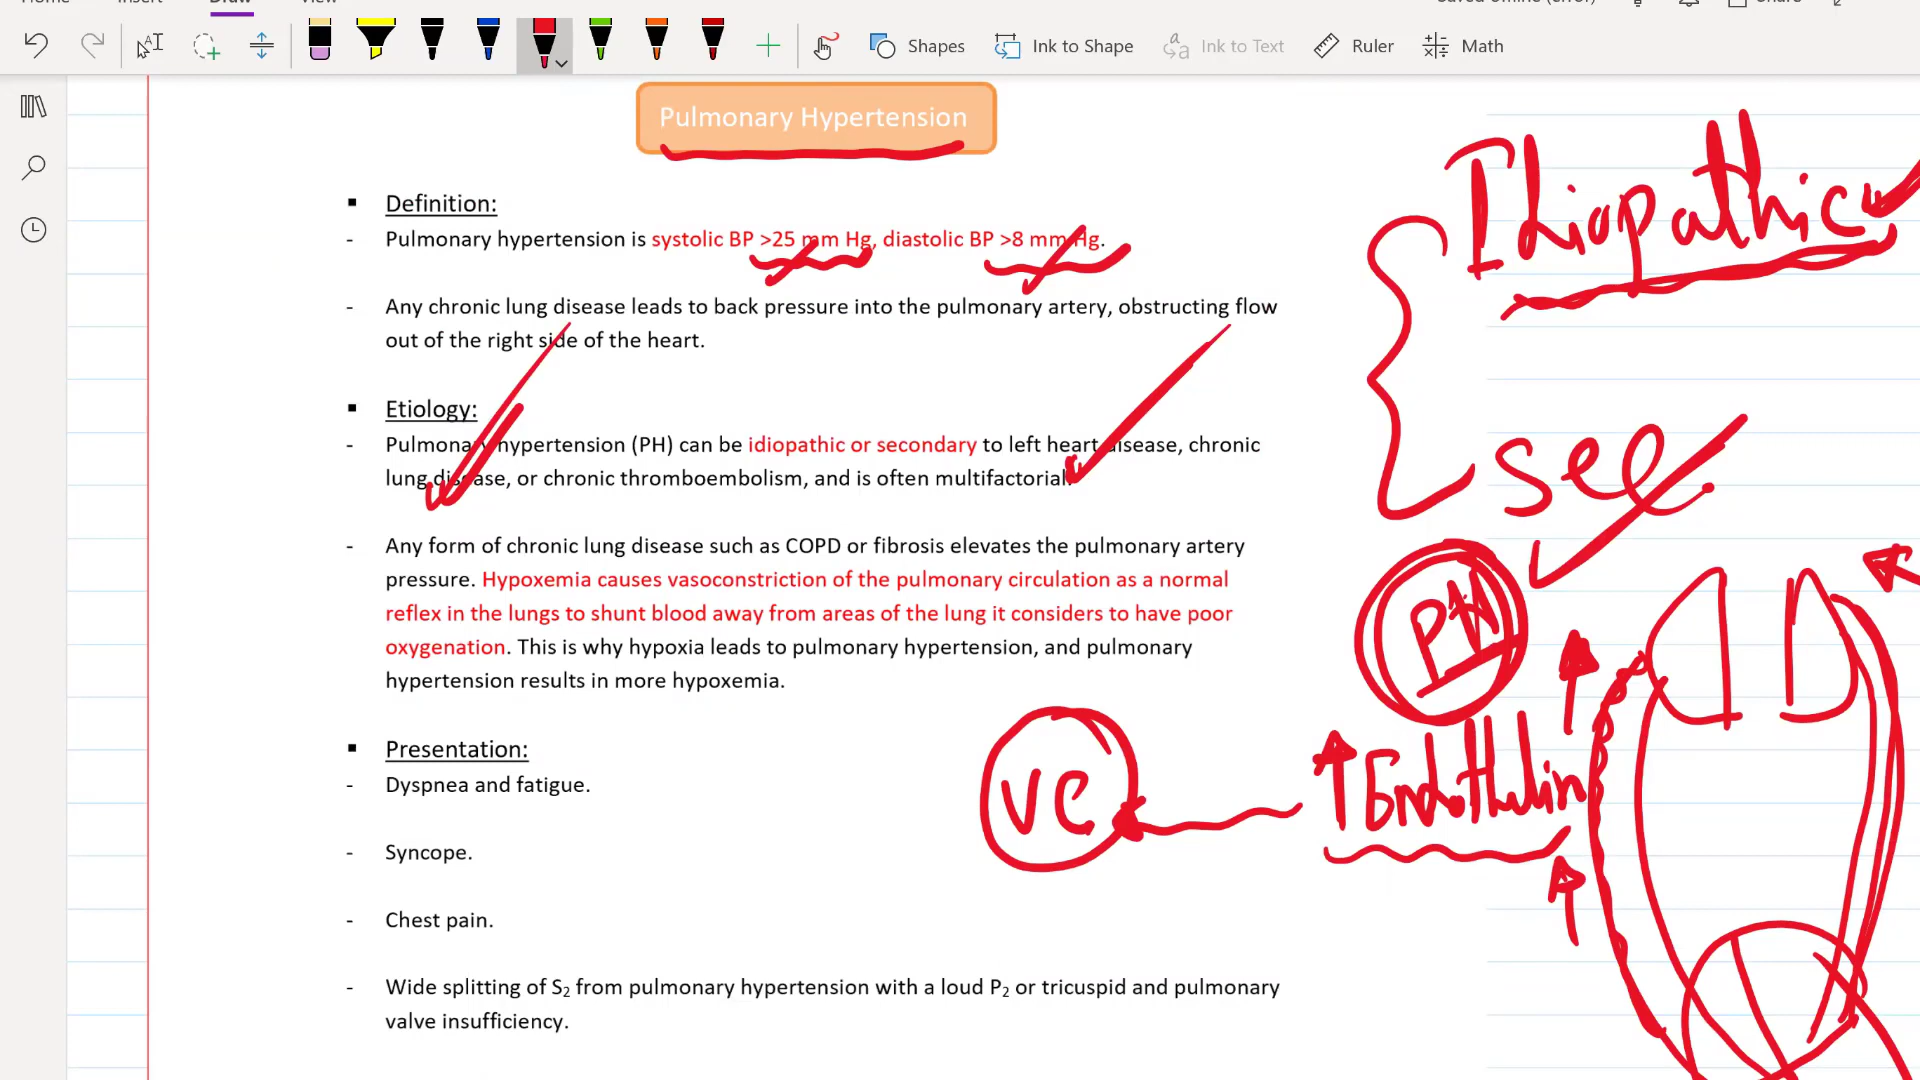 Shapes
Ink to Shape
Ink to Text
Ruler
Math
Pulmonary Hypertension
▪ Definition:
- Pulmonary hypertension is systolic BP >25 mm Hg, diastolic BP >8 mm Hg.
- Any chronic lung disease leads to back pressure into the pulmonary artery, obstructing flow
out of the right side of the heart.
▪ Etiology:
- Pulmonary hypertension (PH) can be idiopathic or secondary to left heart disease, chronic
lung disease, or chronic thromboembolism, and is often multifactorial.
- Any form of chronic lung disease such as COPD or fibrosis elevates the pulmonary artery
pressure. Hypoxemia causes vasoconstriction of the pulmonary circulation as a normal
reflex in the lungs to shunt blood away from areas of the lung it considers to have poor
oxygenation. This is why hypoxia leads to pulmonary hypertension, and pulmonary
hypertension results in more hypoxemia.
▪ Presentation:
- Dyspnea and fatigue.
- Syncope.
- Chest pain.
- Wide splitting of S₂ from pulmonary hypertension with a loud P₂ or tricuspid and pulmonary
valve insufficiency.
Idiopathic
see
PH
↑ Endothelin
VC